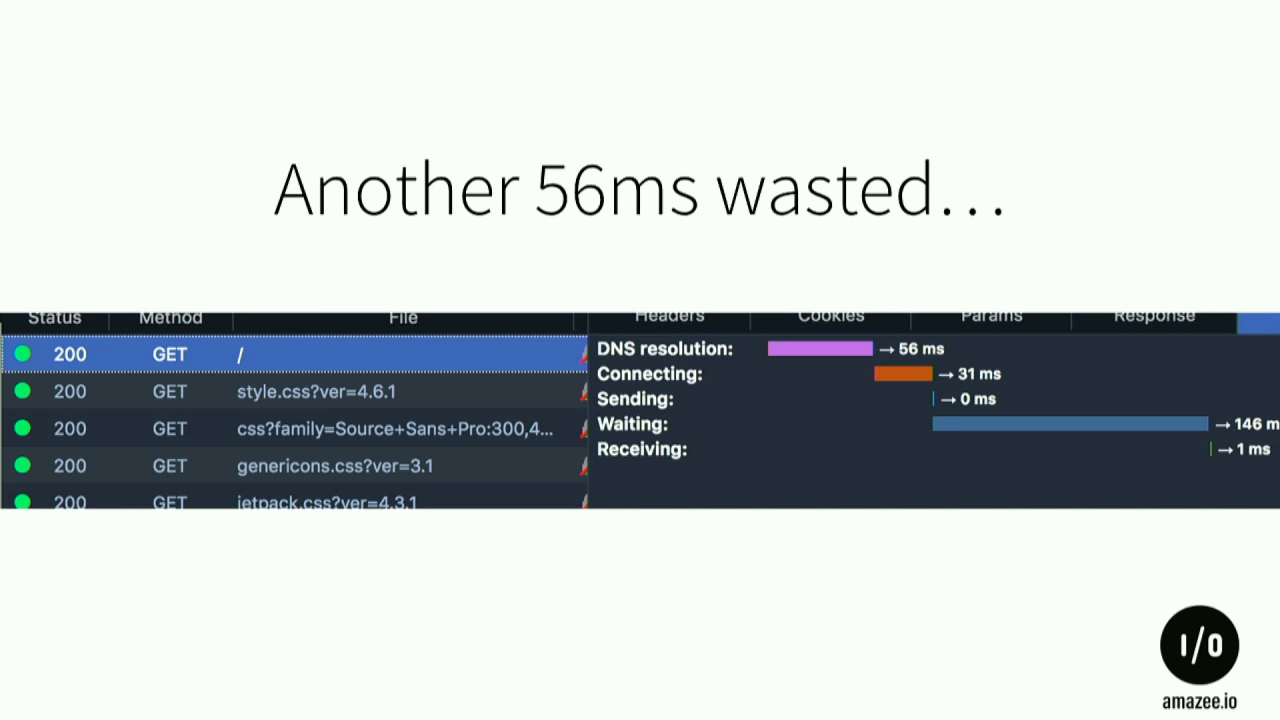 Another 56ms wasted…
Status Method File Headers Cookies Params Response
200 GET /
200 GET style.css?ver=4.6.1
200 GET css?family=Source+Sans+Pro:300,4...
200 GET genericons.css?ver=3.1
200 GET jetpack.css?ver=4.3.1
DNS resolution: → 56 ms
Connecting: → 31 ms
Sending: → 0 ms
Waiting: → 146 m
Receiving: → 1 ms
I/O
amazee.io